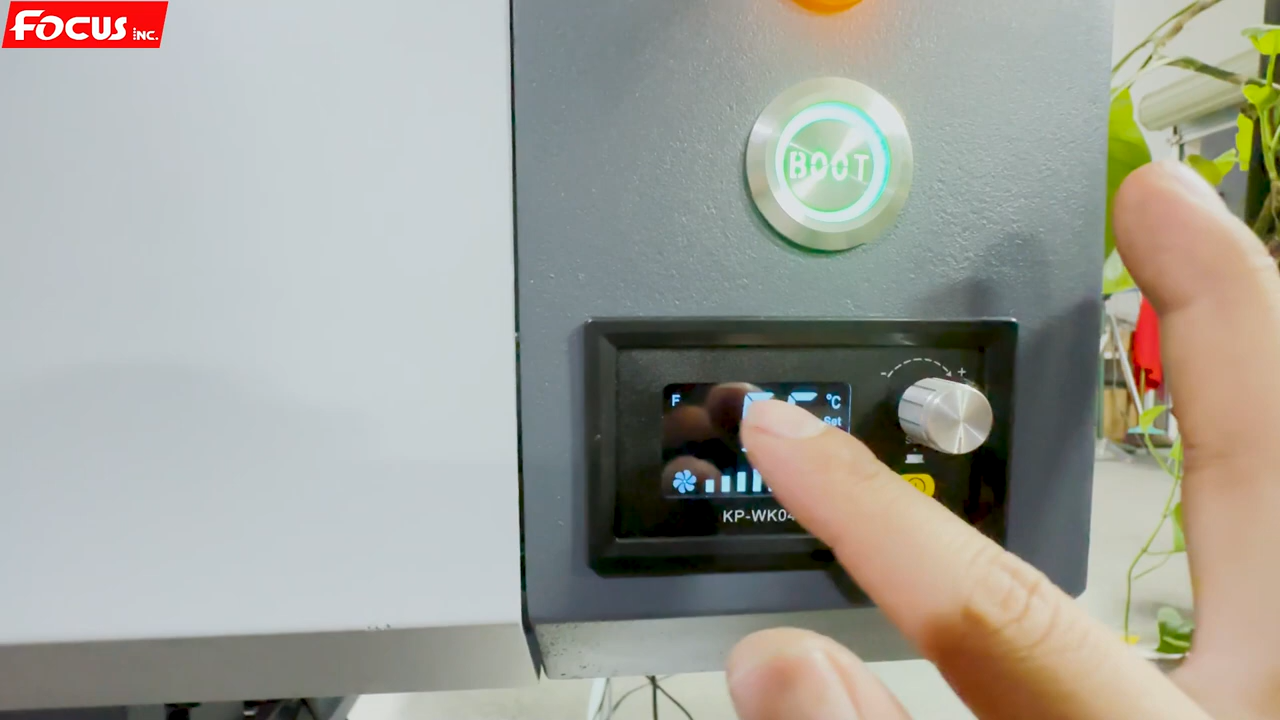 FOCUS INC.
BOOT
- +
F °C
Set
KP-WK04